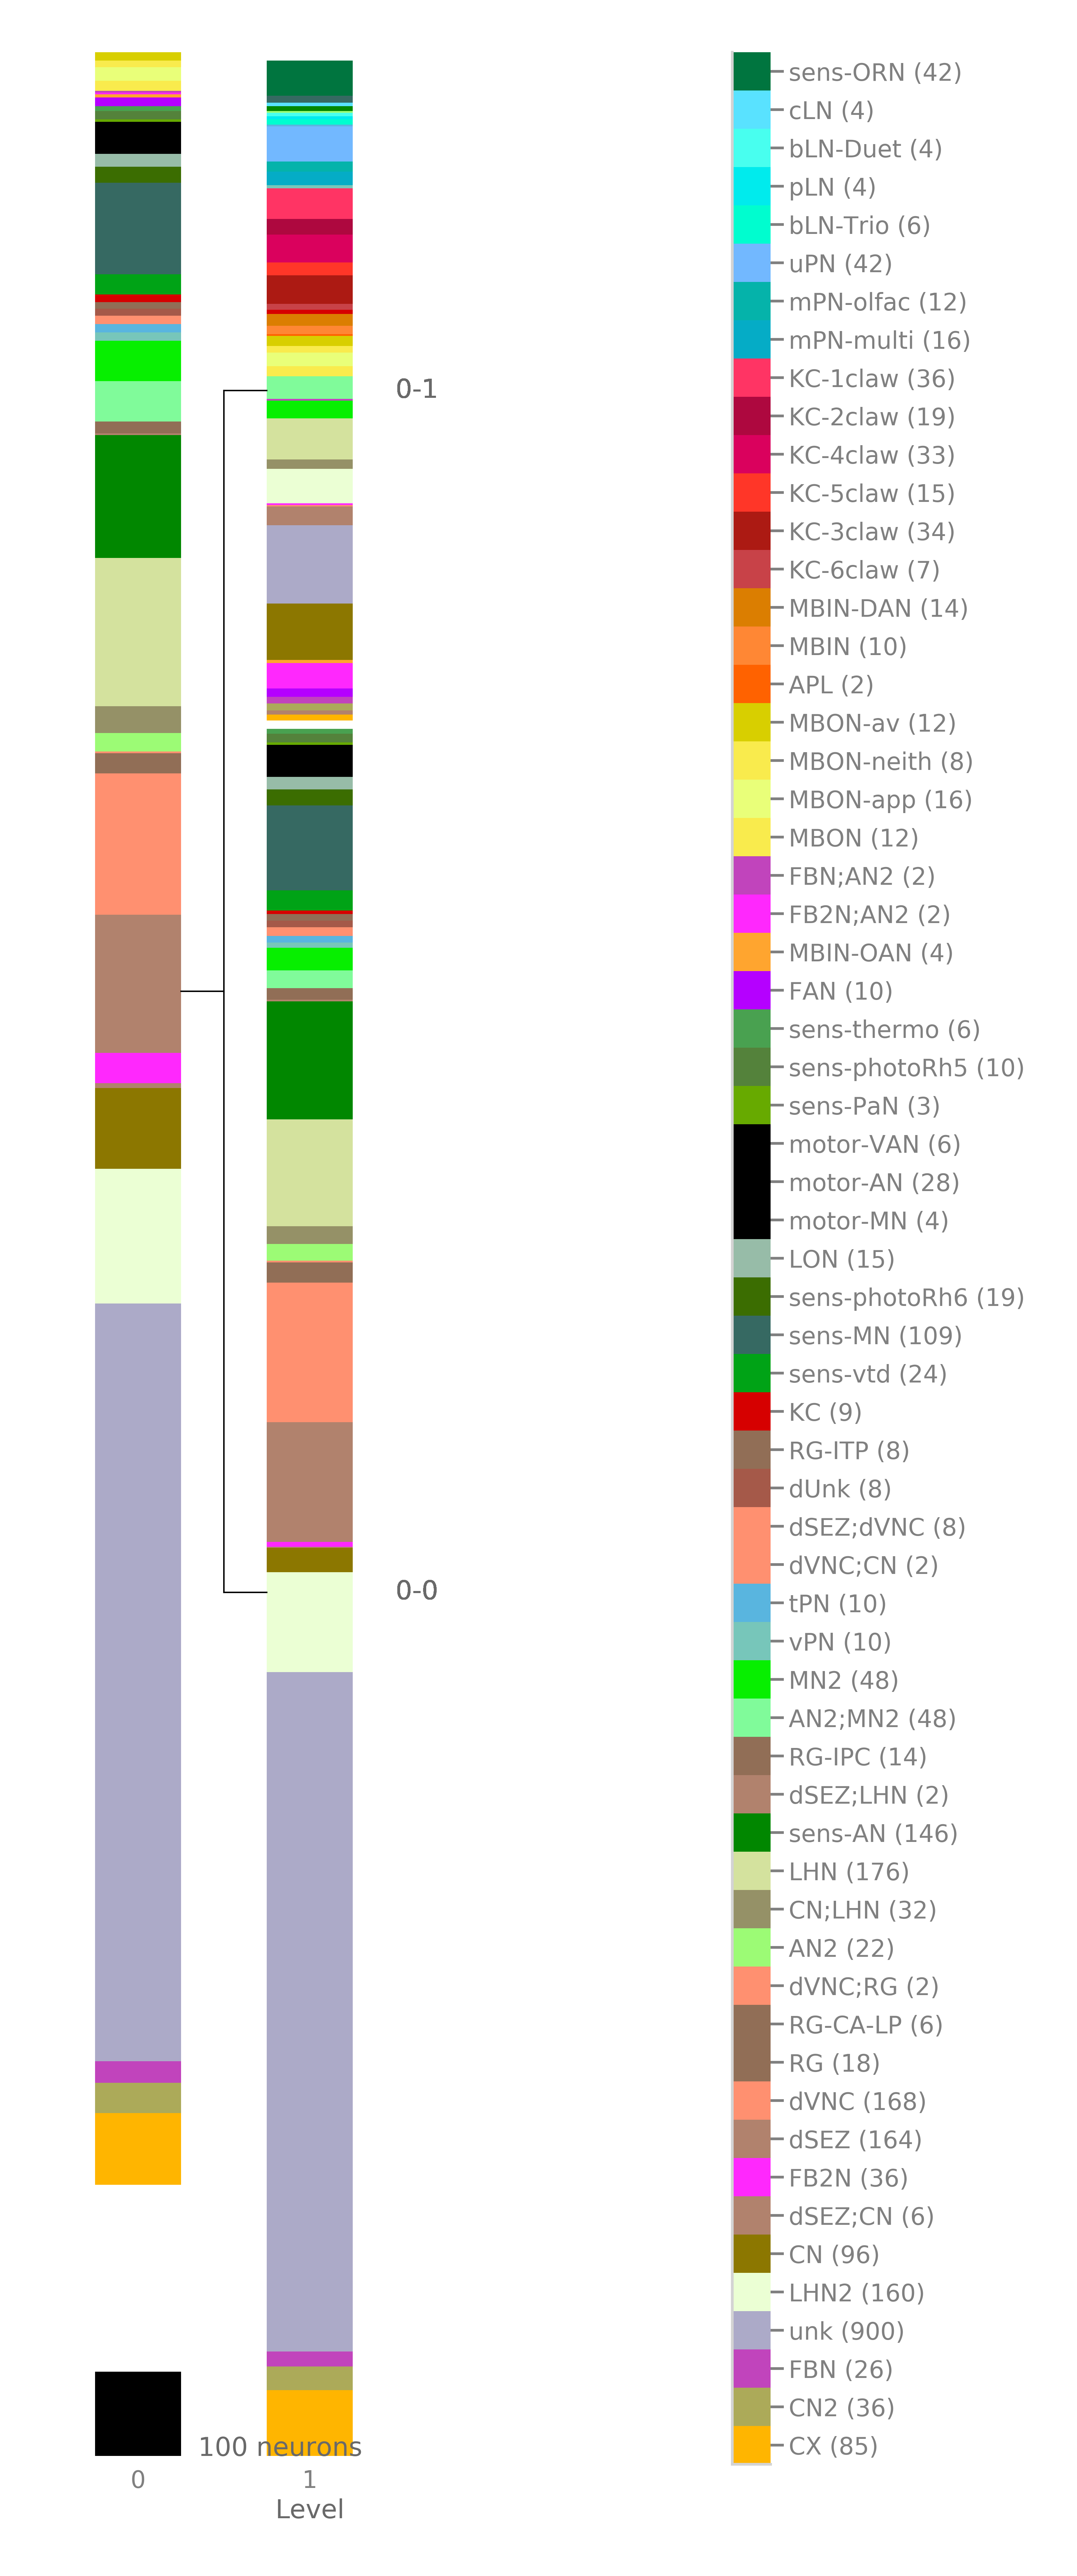 sens-ORN (42)
cLN (4)
bLN-Duet (4)
pLN (4)
bLN-Trio (6)
uPN (42)
mPN-olfac (12)
mPN-multi (16)
KC-1claw (36)
0-1
KC-2claw (19)
KC-4claw (33)
KC-5claw (15)
KC-3claw (34)
KC-6claw (7)
MBIN-DAN (14)
MBIN (10)
APL (2)
MBON-av (12)
MBON-neith (8)
MBON-app (16)
MBON (12)
FBN;AN2 (2)
FB2N;AN2 (2)
MBIN-OAN (4)
FAN (10)
sens-thermo (6)
sens-photoRh5 (10)
sens-PaN (3)
motor-VAN (6)
motor-AN (28)
motor-MN (4)
LON (15)
sens-photoRh6 (19)
sens-MN (109)
sens-vtd (24)
KC (9)
RG-ITP (8)
dUnk (8)
dSEZ;dVNC (8)
dVNC;CN (2)
0-0
tPN (10)
vPN (10)
MN2 (48)
AN2;MN2 (48)
RG-IPC (14)
dSEZ;LHN (2)
sens-AN (146)
LHN (176)
CN;LHN (32)
AN2 (22)
dVNC;RG (2)
RG-CA-LP (6)
RG (18)
dVNC (168)
dSEZ (164)
FB2N (36)
dSEZ;CN (6)
CN (96)
LHN2 (160)
unk (900)
FBN (26)
CN2 (36)
CX (85)
100 neurons
0 1
Level